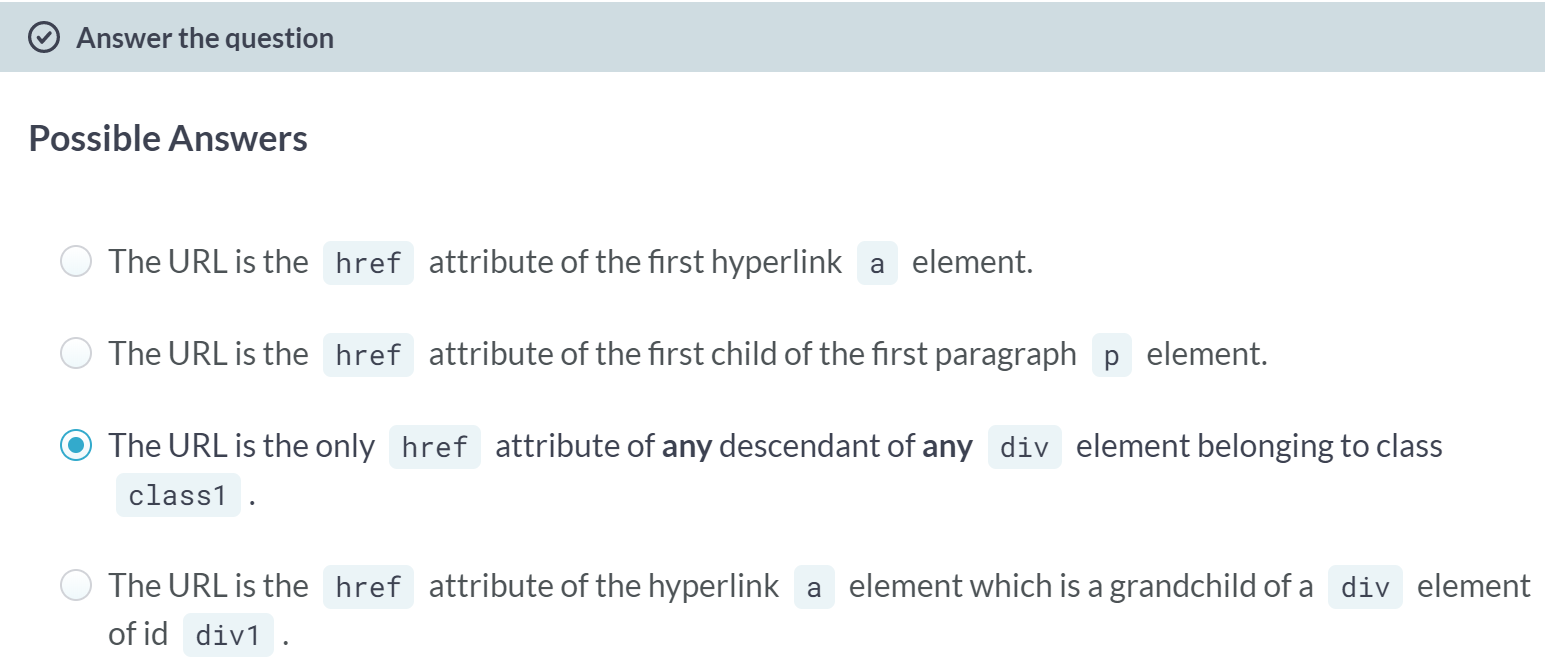 Answer the question
Possible Answers
The URL is the href attribute of the first hyperlink a element.
The URL is the href attribute of the first child of the first paragraph p element.
The URL is the only href attribute of any descendant of any div element belonging to class
class1 .
The URL is the href attribute of the hyperlink a element which is a grandchild of a div element
of id div1 .